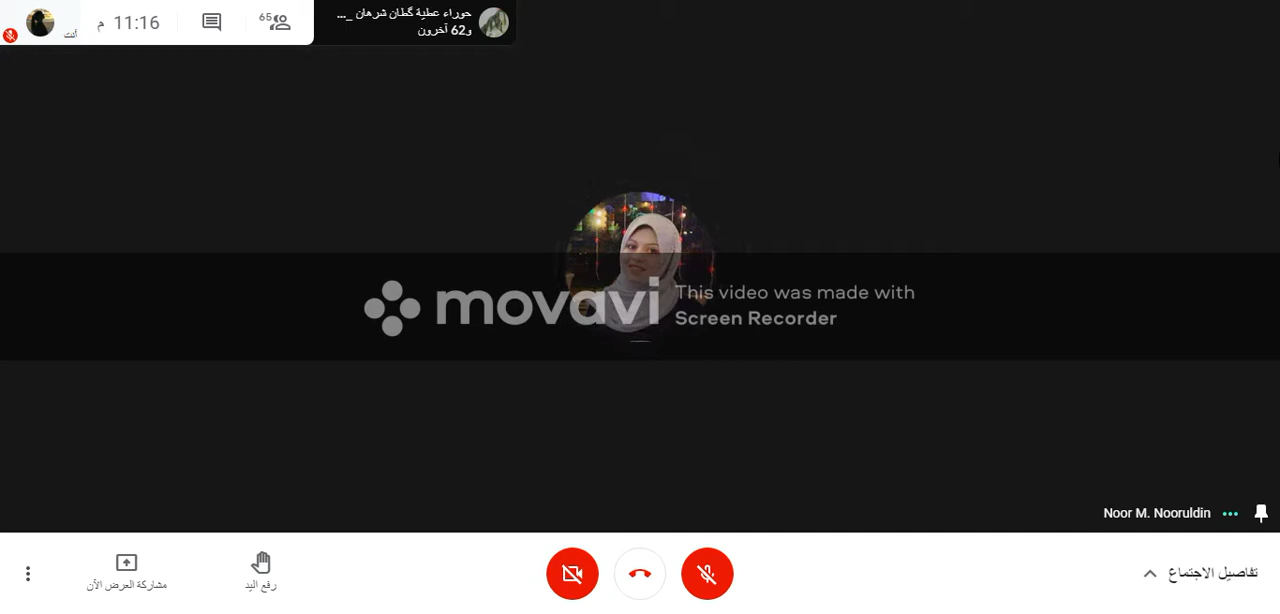 حوراء عطية گطان شرهان _...
و62 آخرون
65
11:16 م
أنت
movavi
This video was made with
Screen Recorder
Noor M. Nooruldin
تفاصيل الاجتماع
رفع اليد
مشاركة العرض الآن